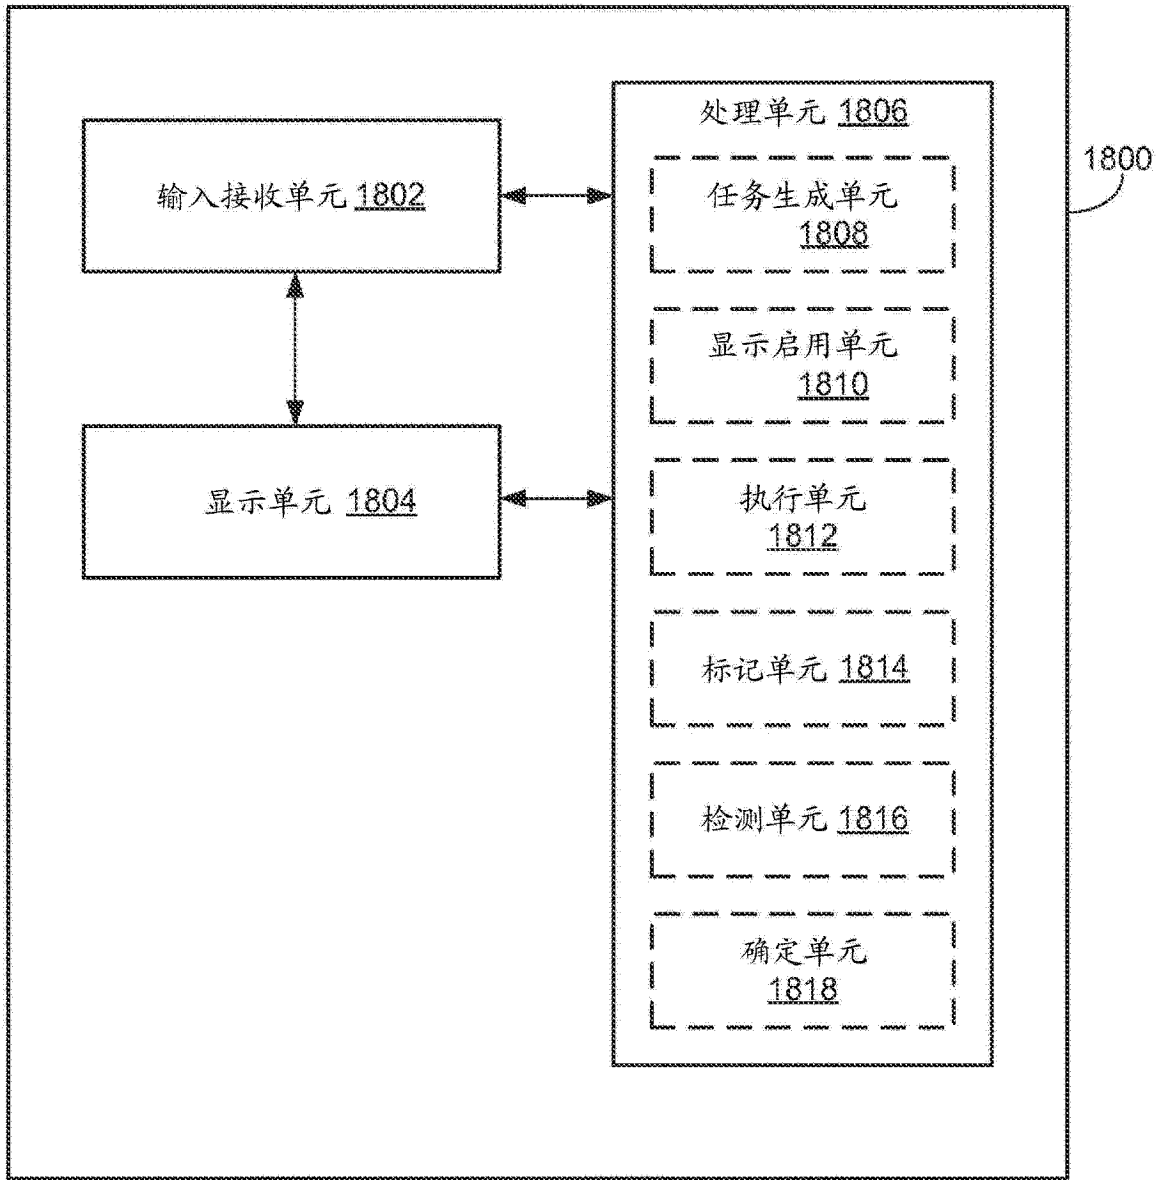 处理单元 1806
1800
输入接收单元 1802
任务生成单元
1808
显示启用单元
1810
显示单元 1804
执行单元
1812
标记单元 1814
检测单元 1816
确定单元
1818